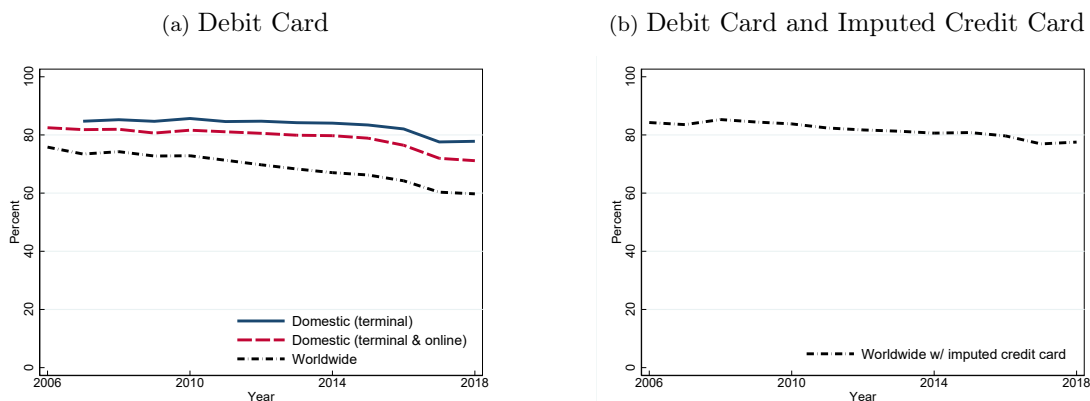 (a) Debit Card
Percent
100
80
60
40
20
0
Domestic (terminal)
Domestic (terminal & online)
Worldwide
2006 2010 2014 2018
Year
(b) Debit Card and Imputed Credit Card
Percent
100
80
60
40
20
0
Worldwide w/ imputed credit card
2006 2010 2014 2018
Year